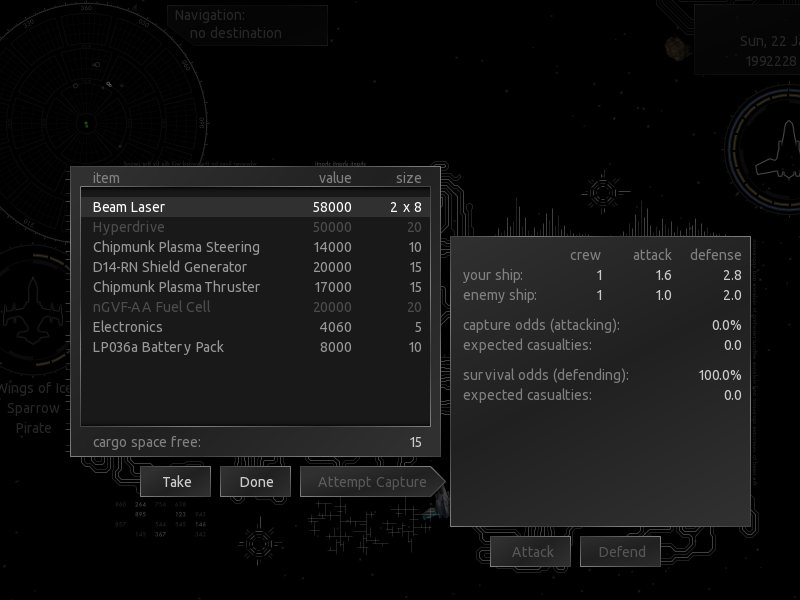 Navigation:
no destination
Sun, 22 J
1992228
item value size
Beam Laser 58000 2 x 8
Hyperdrive 50000 20
Chipmunk Plasma Steering 14000 10
D14-RN Shield Generator 20000 15
Chipmunk Plasma Thruster 17000 15
nGVF-AA Fuel Cell 20000 20
Electronics 4060 5
LP036a Battery Pack 8000 10
cargo space free: 15
Take Done Attempt Capture
crew attack defense
your ship: 1 1.6 2.8
enemy ship: 1 1.0 2.0
capture odds (attacking): 0.0%
expected casualties: 0.0
survival odds (defending): 100.0%
expected casualties: 0.0
Attack Defend
Wings of Ice
Sparrow
Pirate